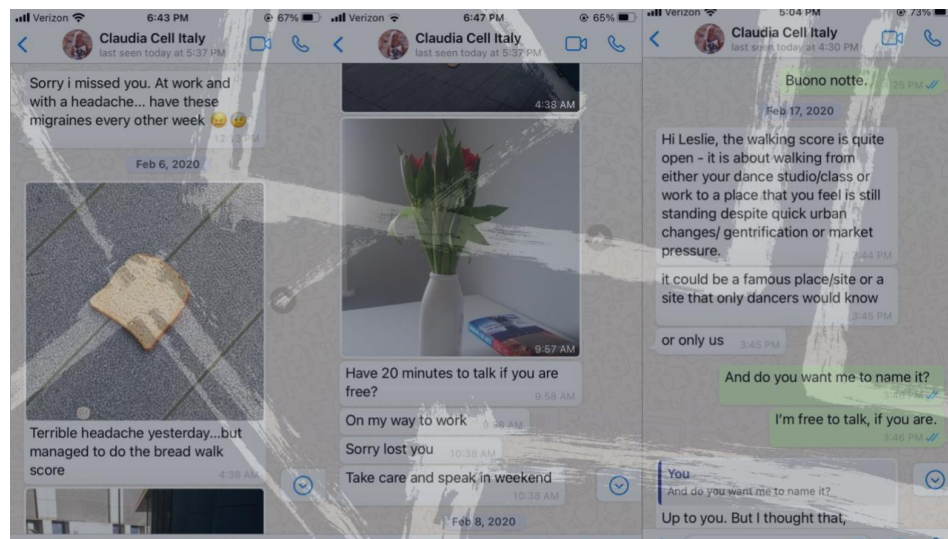 Verizon
6:43 PM
67%
Claudia Cell Italy
last seen today at 5:37 PM
Sorry i missed you. At work and
with a headache... have these
migraines every other week
Feb 6, 2020
Terrible headache yesterday...but
managed to do the bread walk
score
4:38 AM
Verizon
6:47 PM
65%
Claudia Cell Italy
last seen today at 5:37 PM
4:38 AM
9:57 AM
Have 20 minutes to talk if you are
free?
9:58 AM
On my way to work
Sorry lost you
10:38 AM
Take care and speak in weekend
10:38 AM
Feb 8, 2020
Verizon
5:04 PM
73%
Claudia Cell Italy
last seen today at 4:30 PM
Buono notte.
Feb 17, 2020
Hi Leslie, the walking score is quite
open - it is about walking from
either your dance studio/class or
work to a place that you feel is still
standing despite quick urban
changes/ gentrification or market
pressure.
it could be a famous place/site or a
site that only dancers would know
3:45 PM
or only us
3:45 PM
And do you want me to name it?
I'm free to talk, if you are.
3:46 PM
You
And do you want me to name it?
Up to you. But I thought that,